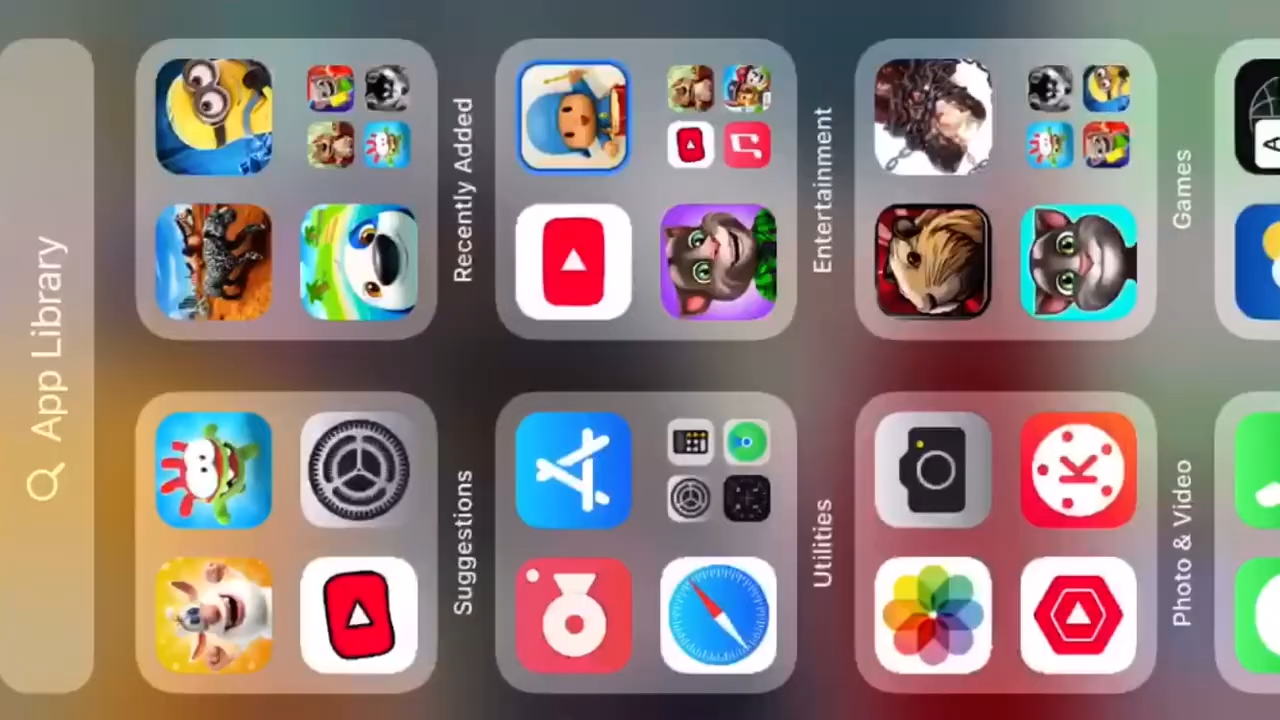 App Library
Suggestions
Recently Added
Utilities
Entertainment
Photo & Video
Games
K
A